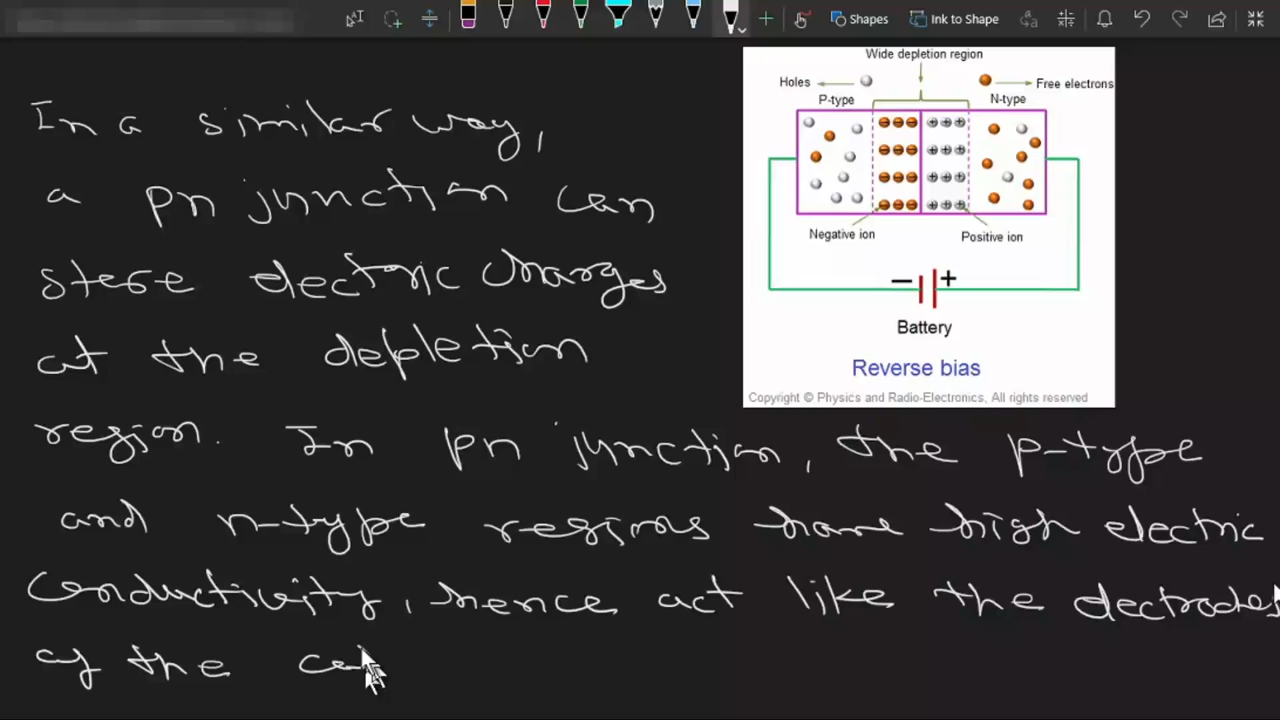 Shapes
Ink to Shape
Wide depletion region
Holes
Free electrons
P-type
N-type
Negative ion
Positive ion
− +
Battery
Reverse bias
Copyright © Physics and Radio-Electronics, All rights reserved
In a similar way,
a pn junction can
store electric charges
at the depletion
region. In pn junction, the p-type
and n-type regions have high electric
conductivity, hence act like the electrodes
of the